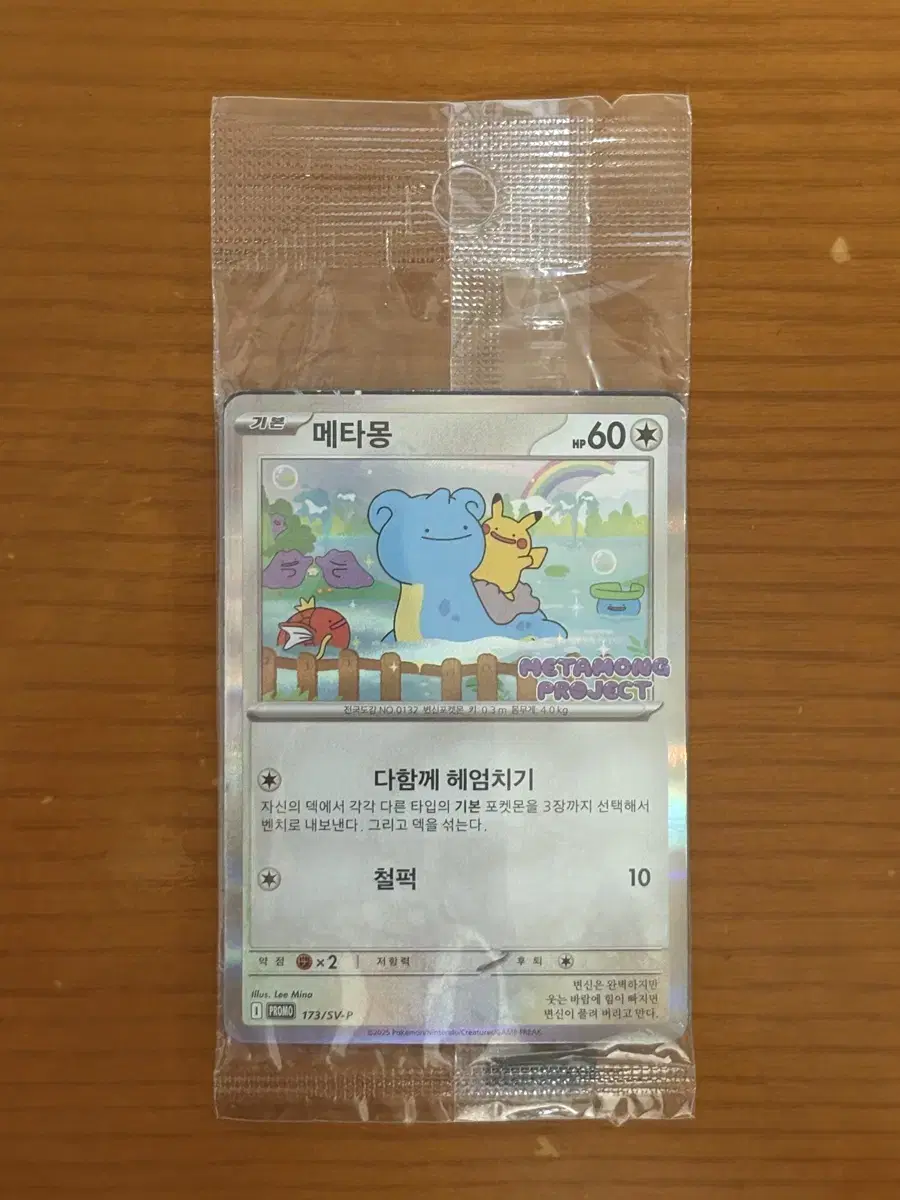 기본 메타몽 HP 60
METAMONG
PROJECT
전국도감 NO.0132 변신포켓몬 키 0.3m 몸무게 4.0kg
다함께 헤엄치기
자신의 덱에서 각각 다른 타입의 기본 포켓몬을 3장까지 선택해서
벤치로 내보낸다. 그리고 덱을 섞는다.
철퍽 10
약점 ×2 저항력 후퇴
Illus. Lee Mina
I PROMO 173/SV-P
변신은 완벽하지만
웃는 바람에 힘이 빠지면
변신이 풀려 버리고 만다.
©2025 Pokémon/Nintendo/Creatures/GAME FREAK